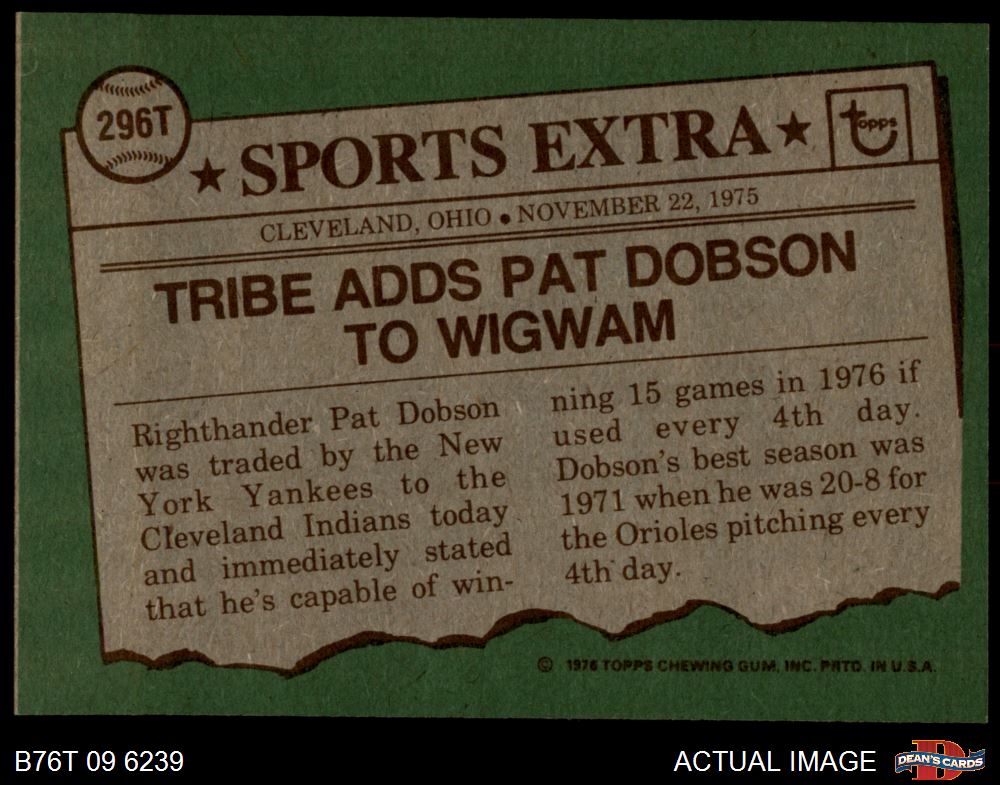 296T
★ SPORTS EXTRA ★
topps
CLEVELAND, OHIO • NOVEMBER 22, 1975
TRIBE ADDS PAT DOBSON
TO WIGWAM
Righthander Pat Dobson
was traded by the New
York Yankees to the
Cleveland Indians today
and immediately stated
that he's capable of win-
ning 15 games in 1976 if
used every 4th day.
Dobson's best season was
1971 when he was 20-8 for
the Orioles pitching every
4th day.
© 1976 TOPPS CHEWING GUM, INC. PRTD. IN U.S.A.
B76T 09 6239
ACTUAL IMAGE
DEAN'S CARDS